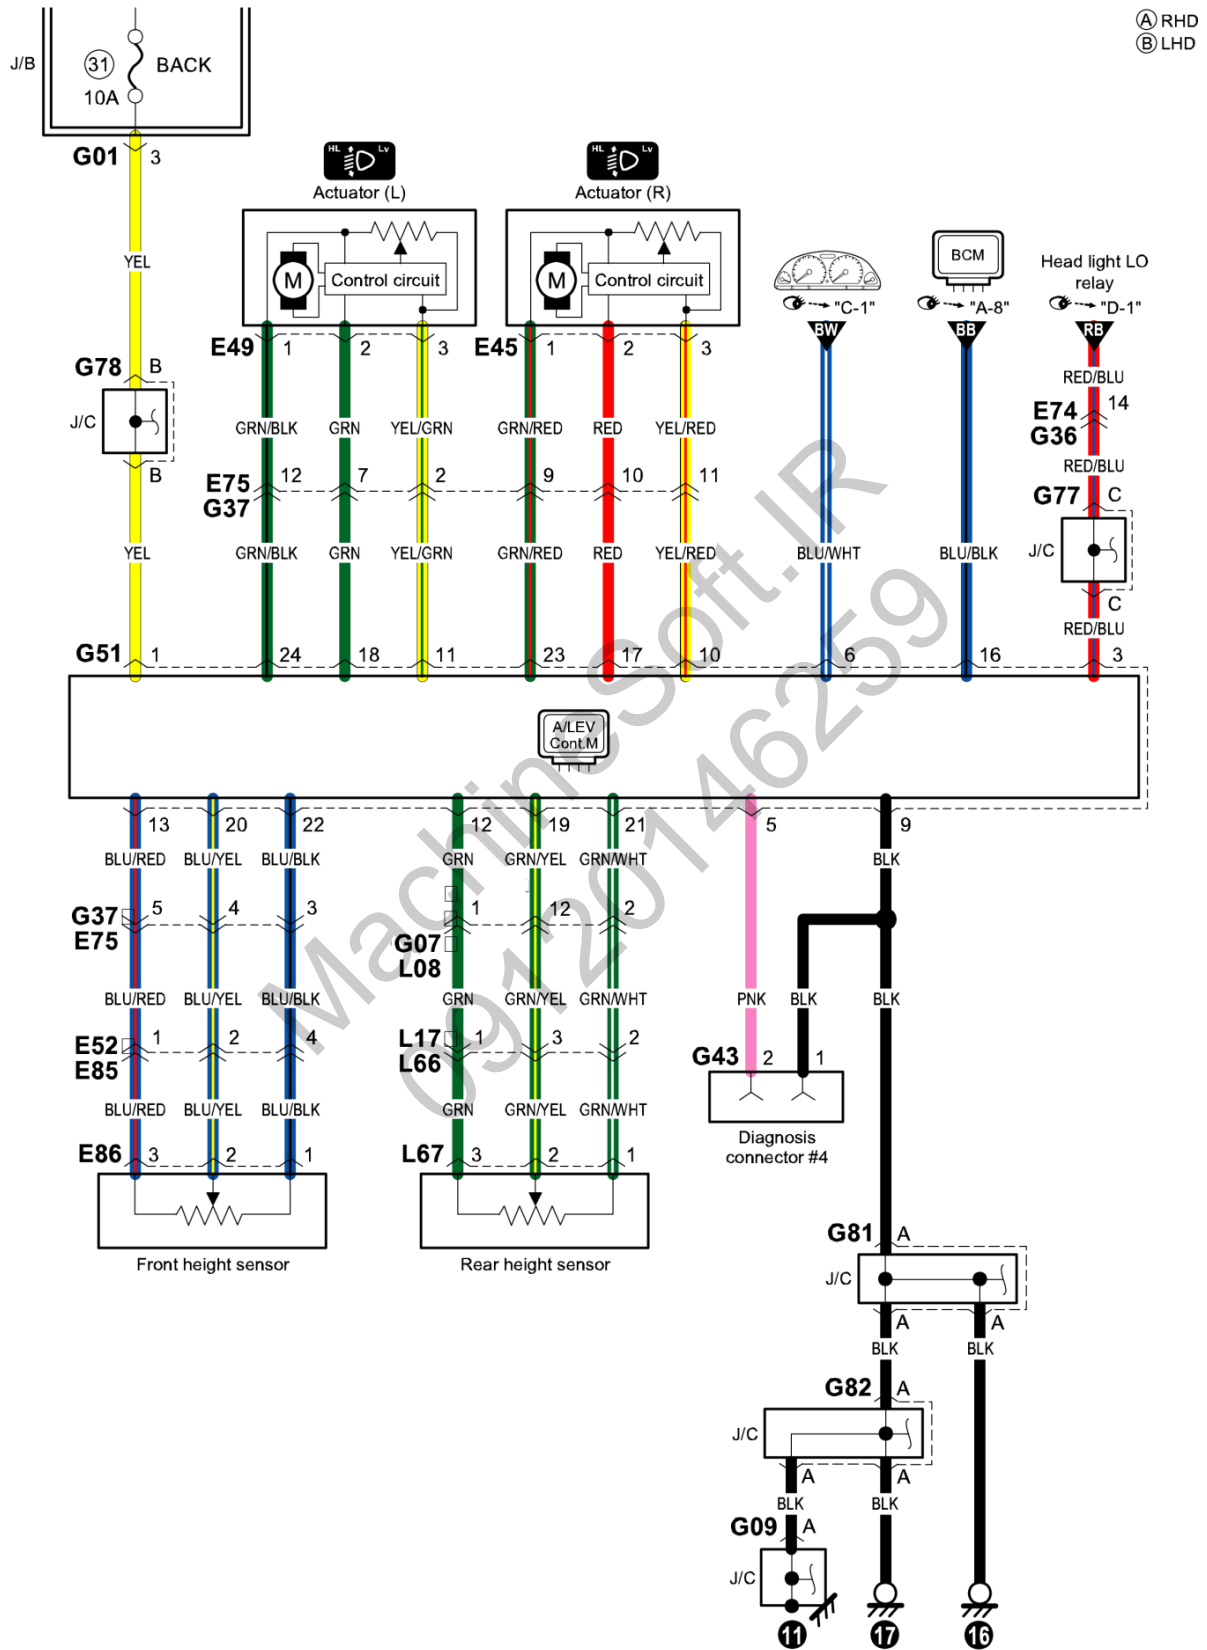 Ⓐ RHD
Ⓑ LHD
J/B 31 BACK
10A
G01 3
YEL
HL Lv HL Lv
Actuator (L) Actuator (R)
M Control circuit M Control circuit
BCM
Head light LO
relay
"C-1" "A-8" "D-1"
BW BB RB
E49 1 2 3 E45 1 2 3
G78 B
J/C
B
RED/BLU
E74 14
G36
GRN/BLK GRN YEL/GRN GRN/RED RED YEL/RED
RED/BLU
E75 12 7 2 9 10 11
G37
G77 C
J/C
C
YEL GRN/BLK GRN YEL/GRN GRN/RED RED YEL/RED BLU/WHT BLU/BLK
RED/BLU
G51 1 24 18 11 23 17 10 6 16 3
A/LEV
Cont.M
13 20 22 12 19 21 5 9
BLU/RED BLU/YEL BLU/BLK GRN GRN/YEL GRN/WHT BLK
G37 5 4 3 1 12 2
E75 G07
L08
BLU/RED BLU/YEL BLU/BLK GRN GRN/YEL GRN/WHT PNK BLK BLK
E52 1 2 4 L17 1 3 2
E85 L66
G43 2 1
BLU/RED BLU/YEL BLU/BLK GRN GRN/YEL GRN/WHT
E86 3 2 1 L67 3 2 1
Diagnosis
connector #4
Front height sensor Rear height sensor
G81 A
J/C
A A
BLK BLK
G82 A
J/C
A A
BLK BLK
G09 A
J/C
11 17 16
MachineSoft.IR
09120146259